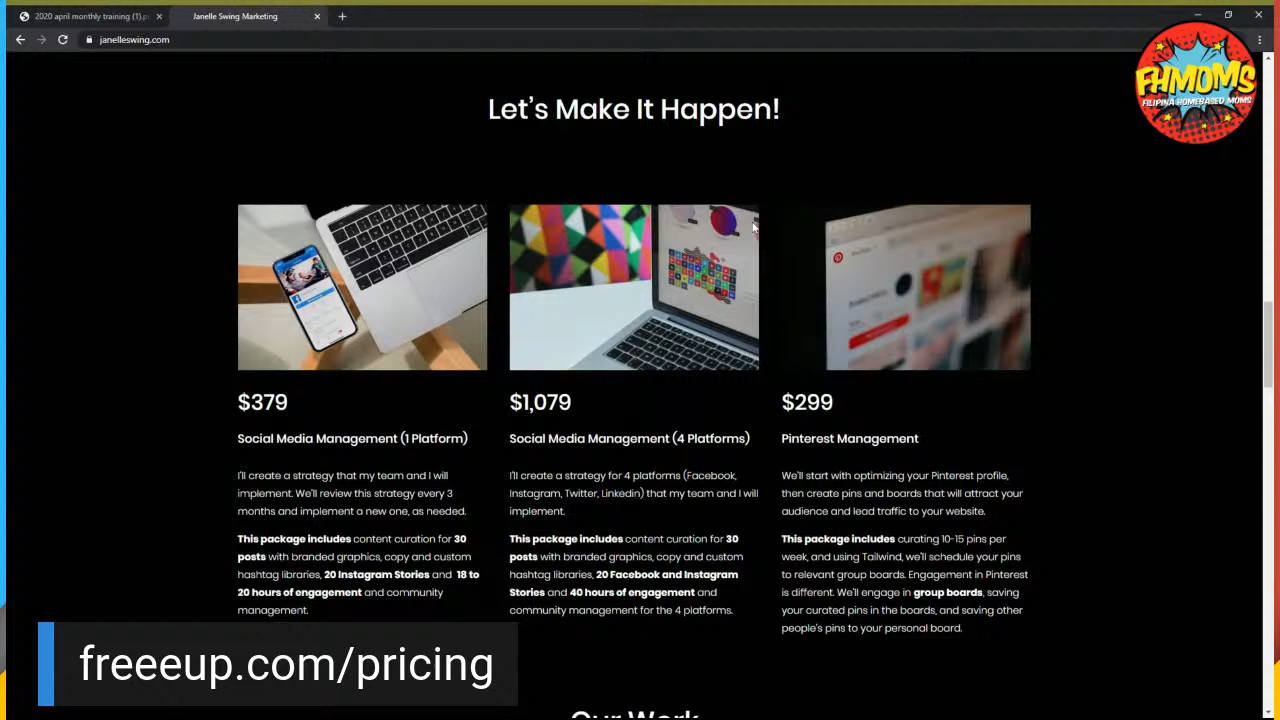 2020 april monthly training (1).p
Janelle Swing Marketing
janelleswing.com
FHMOMS
FILIPINA HOMEBASED MOMS
Let's Make It Happen!
$379
Social Media Management (1 Platform)
I'll create a strategy that my team and I will
implement. We'll review this strategy every 3
months and implement a new one, as needed.
This package includes content curation for 30
posts with branded graphics, copy and custom
hashtag libraries, 20 Instagram Stories and 18 to
20 hours of engagement and community
management.
$1,079
Social Media Management (4 Platforms)
I'll create a strategy for 4 platforms (Facebook,
Instagram, Twitter, Linkedin) that my team and I will
implement.
This package includes content curation for 30
posts with branded graphics, copy and custom
hashtag libraries, 20 Facebook and Instagram
Stories and 40 hours of engagement and
community management for the 4 platforms.
$299
Pinterest Management
We'll start with optimizing your Pinterest profile,
then create pins and boards that will attract your
audience and lead traffic to your website.
This package includes curating 10-15 pins per
week, and using Tailwind, we'll schedule your pins
to relevant group boards. Engagement in Pinterest
is different. We'll engage in group boards, saving
your curated pins in the boards, and saving other
people's pins to your personal board.
freeeup.com/pricing
Our Work